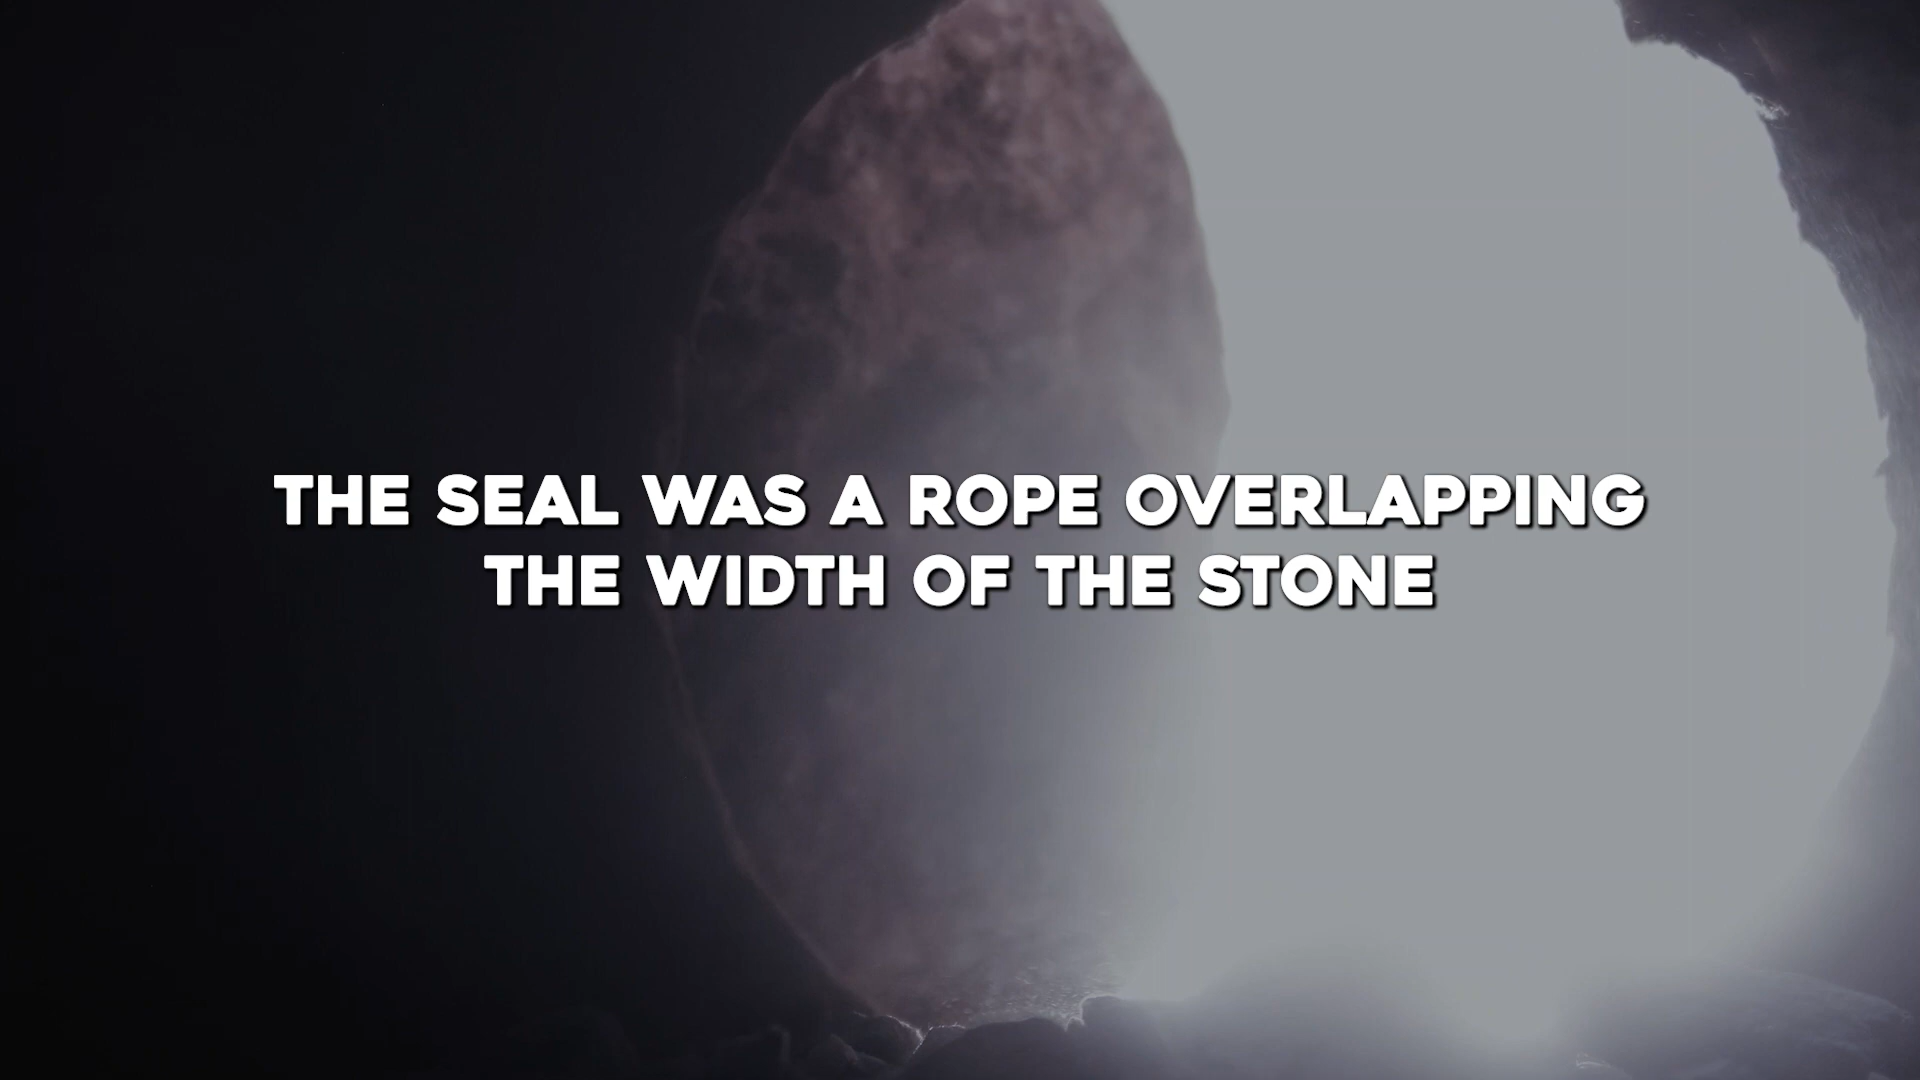 THE SEAL WAS A ROPE OVERLAPPING
THE WIDTH OF THE STONE